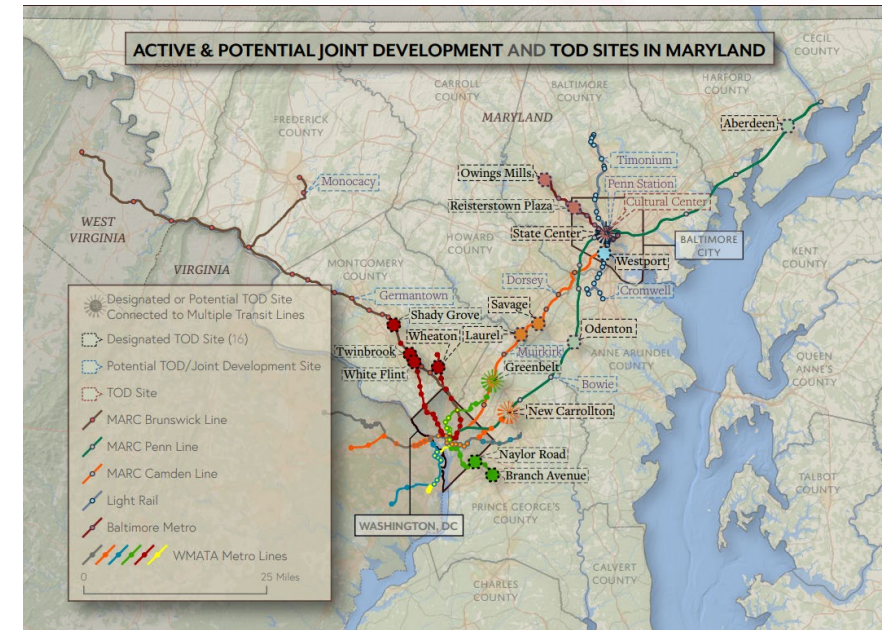 ACTIVE & POTENTIAL JOINT DEVELOPMENT AND TOD SITES IN MARYLAND
CECIL
COUNTY
CARROLL
COUNTY
BALTIMORE
COUNTY
HARFORD
COUNTY
FREDERICK
COUNTY
MARYLAND
Aberdeen
Timonium
Owings Mills
Monocacy
Penn Station
Cultural Center
Reisterstown Plaza
State Center
WEST
VIRGINIA
HOWARD
COUNTY
BALTIMORE
CITY
KENT
COUNTY
VIRGINIA
MONTGOMERY
COUNTY
Westport
Dorsey
Cromwell
Germantown
Savage
Shady Grove
Wheaton
Laurel
Odenton
Twinbrook
Muirkirk
ANNE ARUNDEL
COUNTY
QUEEN
ANNE'S
COUNTY
White Flint
Greenbelt
Bowie
New Carrollton
Naylor Road
Branch Avenue
TALBOT
COUNTY
PRINCE GEORGE'S
COUNTY
WASHINGTON, DC
CALVERT
COUNTY
CHARLES
COUNTY
Designated or Potential TOD Site
Connected to Multiple Transit Lines
Designated TOD Site (16)
Potential TOD/Joint Development Site
TOD Site
MARC Brunswick Line
MARC Penn Line
MARC Camden Line
Light Rail
Baltimore Metro
WMATA Metro Lines
0
25 Miles